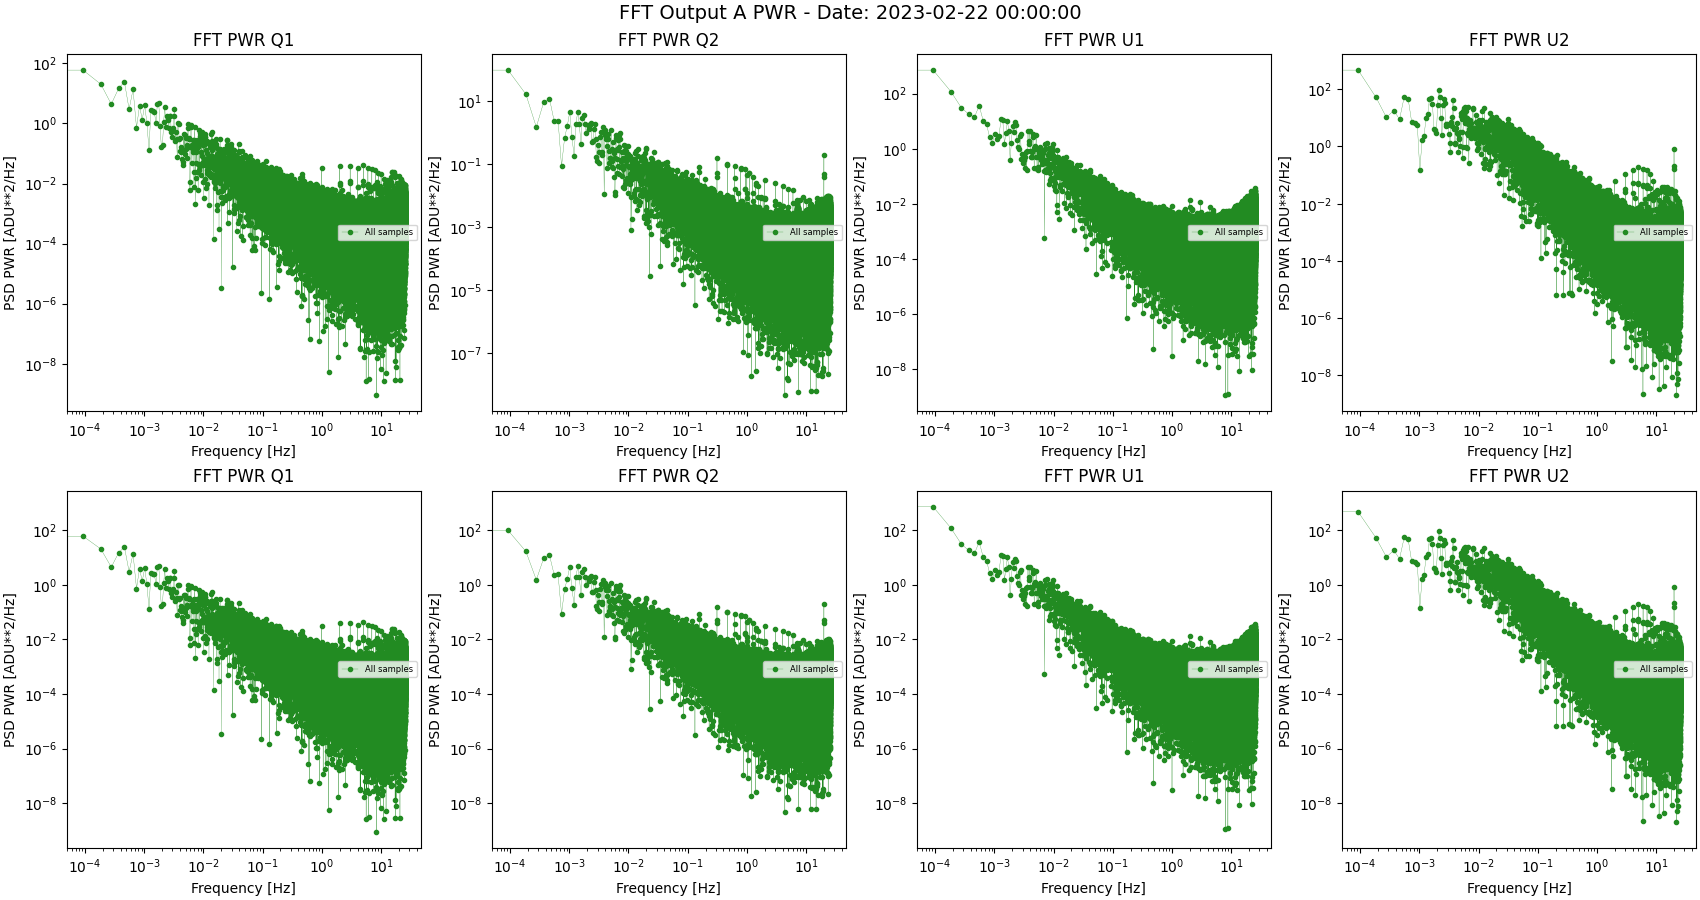 FFT Output A PWR - Date: 2023-02-22 00:00:00
FFT PWR Q1
FFT PWR Q2
FFT PWR U1
FFT PWR U2
PSD PWR [ADU**2/Hz]
10^2
10^0
10^-2
10^-4
10^-6
10^-8
All samples
10^-4 10^-3 10^-2 10^-1 10^0 10^1
Frequency [Hz]
PSD PWR [ADU**2/Hz]
10^1
10^-1
10^-3
10^-5
10^-7
All samples
10^-4 10^-3 10^-2 10^-1 10^0 10^1
Frequency [Hz]
PSD PWR [ADU**2/Hz]
10^2
10^0
10^-2
10^-4
10^-6
10^-8
All samples
10^-4 10^-3 10^-2 10^-1 10^0 10^1
Frequency [Hz]
PSD PWR [ADU**2/Hz]
10^2
10^0
10^-2
10^-4
10^-6
10^-8
All samples
10^-4 10^-3 10^-2 10^-1 10^0 10^1
Frequency [Hz]
FFT PWR Q1
FFT PWR Q2
FFT PWR U1
FFT PWR U2
PSD PWR [ADU**2/Hz]
10^2
10^0
10^-2
10^-4
10^-6
10^-8
All samples
10^-4 10^-3 10^-2 10^-1 10^0 10^1
Frequency [Hz]
PSD PWR [ADU**2/Hz]
10^2
10^0
10^-2
10^-4
10^-6
10^-8
All samples
10^-4 10^-3 10^-2 10^-1 10^0 10^1
Frequency [Hz]
PSD PWR [ADU**2/Hz]
10^2
10^0
10^-2
10^-4
10^-6
10^-8
All samples
10^-4 10^-3 10^-2 10^-1 10^0 10^1
Frequency [Hz]
PSD PWR [ADU**2/Hz]
10^2
10^0
10^-2
10^-4
10^-6
10^-8
All samples
10^-4 10^-3 10^-2 10^-1 10^0 10^1
Frequency [Hz]